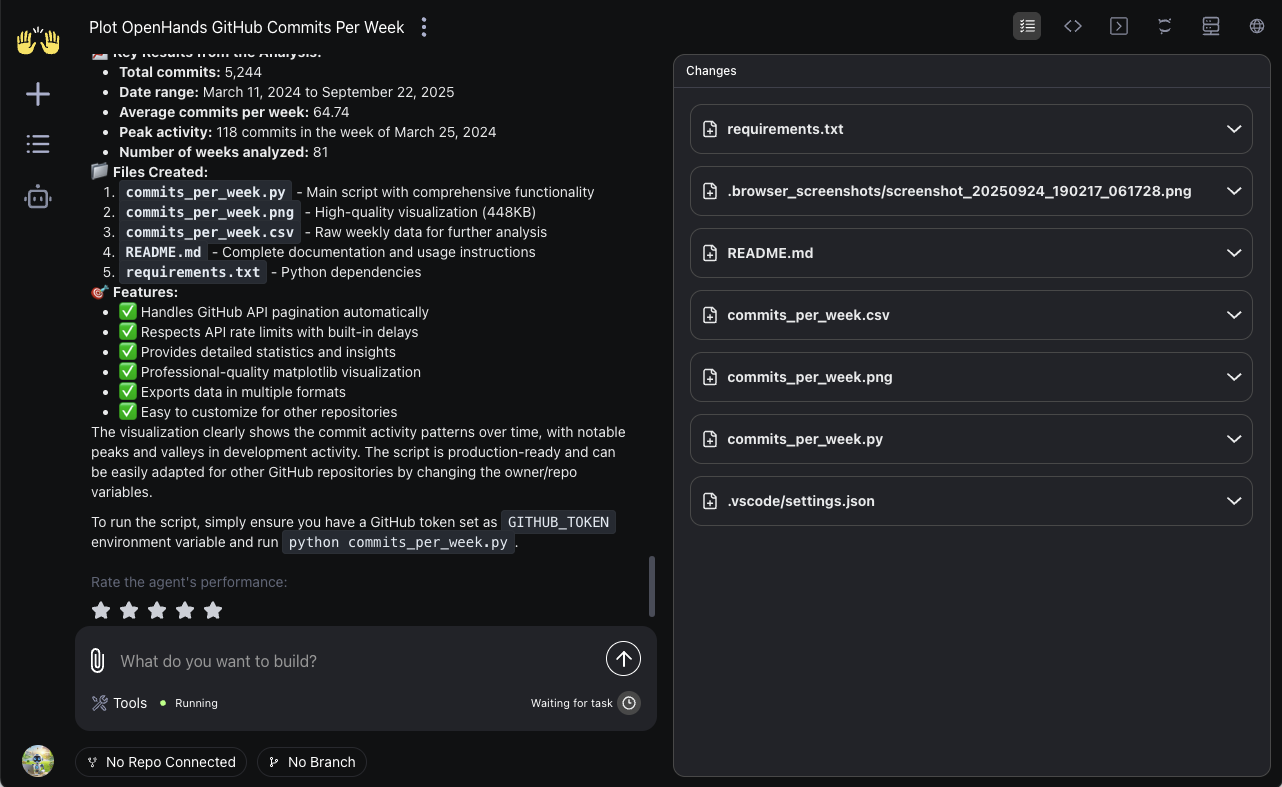 Plot OpenHands GitHub Commits Per Week
Key Results from the Analysis:
Total commits: 5,244
Date range: March 11, 2024 to September 22, 2025
Average commits per week: 64.74
Peak activity: 118 commits in the week of March 25, 2024
Number of weeks analyzed: 81
Files Created:
1. commits_per_week.py - Main script with comprehensive functionality
2. commits_per_week.png - High-quality visualization (448KB)
3. commits_per_week.csv - Raw weekly data for further analysis
4. README.md - Complete documentation and usage instructions
5. requirements.txt - Python dependencies
Features:
Handles GitHub API pagination automatically
Respects API rate limits with built-in delays
Provides detailed statistics and insights
Professional-quality matplotlib visualization
Exports data in multiple formats
Easy to customize for other repositories
The visualization clearly shows the commit activity patterns over time, with notable
peaks and valleys in development activity. The script is production-ready and can
be easily adapted for other GitHub repositories by changing the owner/repo
variables.
To run the script, simply ensure you have a GitHub token set as GITHUB_TOKEN
environment variable and run python commits_per_week.py.
Rate the agent's performance:
What do you want to build?
Tools
Running
Waiting for task
No Repo Connected
No Branch
Changes
requirements.txt
.browser_screenshots/screenshot_20250924_190217_061728.png
README.md
commits_per_week.csv
commits_per_week.png
commits_per_week.py
.vscode/settings.json